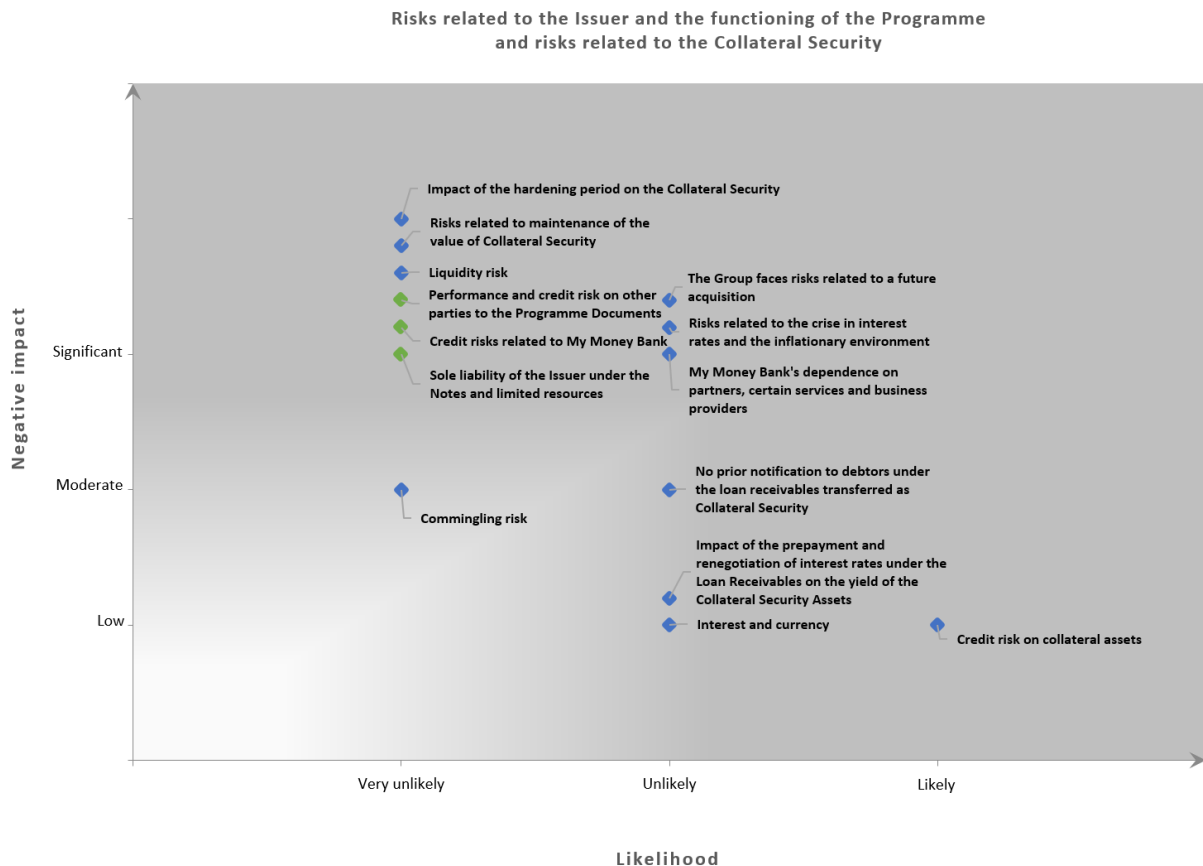 Risks related to the Issuer and the functioning of the Programme
and risks related to the Collateral Security
Impact of the hardening period on the Collateral Security
Risks related to maintenance of the
value of Collateral Security
Liquidity risk
Performance and credit risk on other
parties to the Programme Documents
Credit risks related to My Money Bank
Sole liability of the Issuer under the
Notes and limited resources
The Group faces risks related to a future
acquisition
Risks related to the crise in interest
rates and the inflationary environment
My Money Bank's dependence on
partners, certain services and business
providers
Significant
Negative impact
Moderate
Commingling risk
No prior notification to debtors under
the loan receivables transferred as
Collateral Security
Impact of the prepayment and
renegotiation of interest rates under the
Loan Receivables on the yield of the
Collateral Security Assets
Low
Interest and currency
Credit risk on collateral assets
Very unlikely
Unlikely
Likely
Likelihood